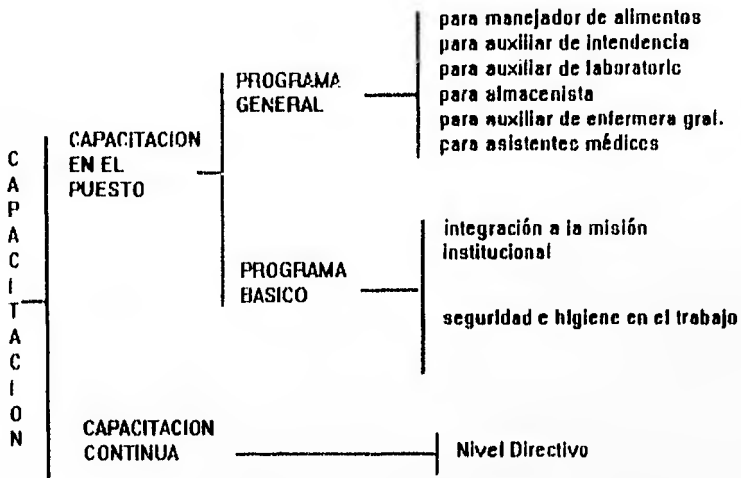 CAPACITACION
CAPACITACION
EN EL
PUESTO
PROGRAMA
GENERAL
para manejador de alimentos
para auxiliar de intendencia
para auxiliar de laboratoric
para almacenista
para auxiliar de enfermera gral.
para asistentes médicos
PROGRAMA
BASICO
integración a la misión
institucional
seguridad e higiene en el trabajo
CAPACITACION
CONTINUA
Nivel Directivo